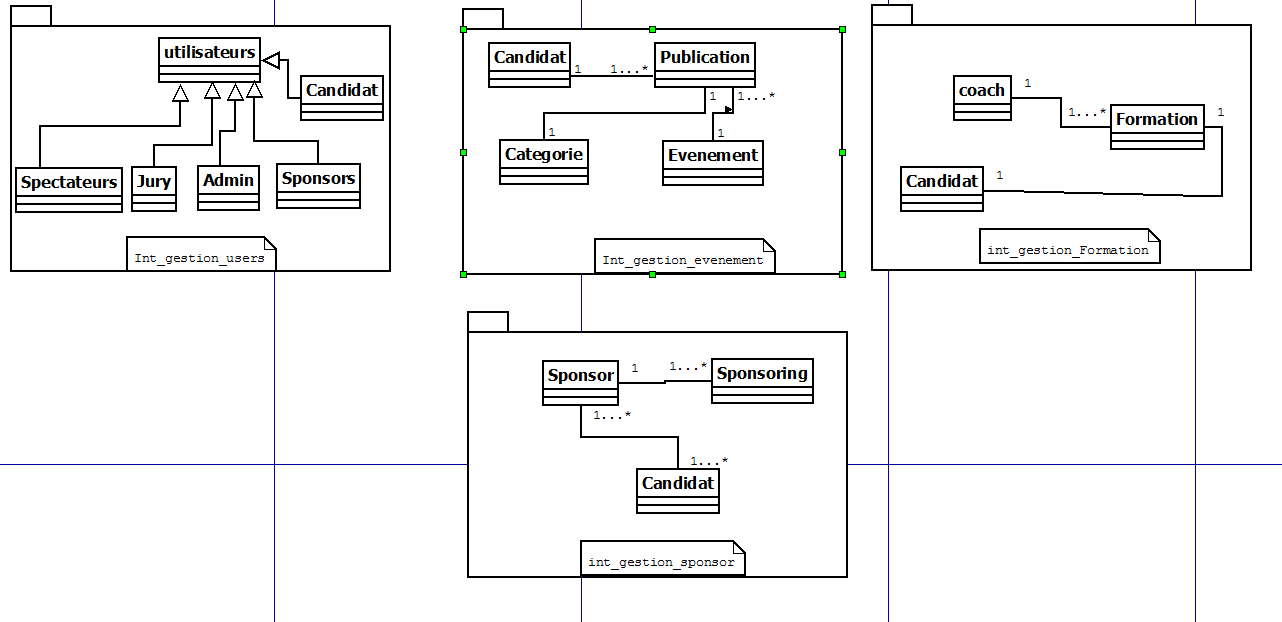 utilisateurs
Candidat
Spectateurs
Jury
Admin
Sponsors
Int_gestion_users
Candidat
1
1...*
Publication
1
1...*
1
1
Categorie
Evenement
Int_gestion_evenement
coach
1
1...*
Formation
1
Candidat
1
int_gestion_Formation
Sponsor
1
1...*
Sponsoring
1...*
1...*
Candidat
int_gestion_sponsor